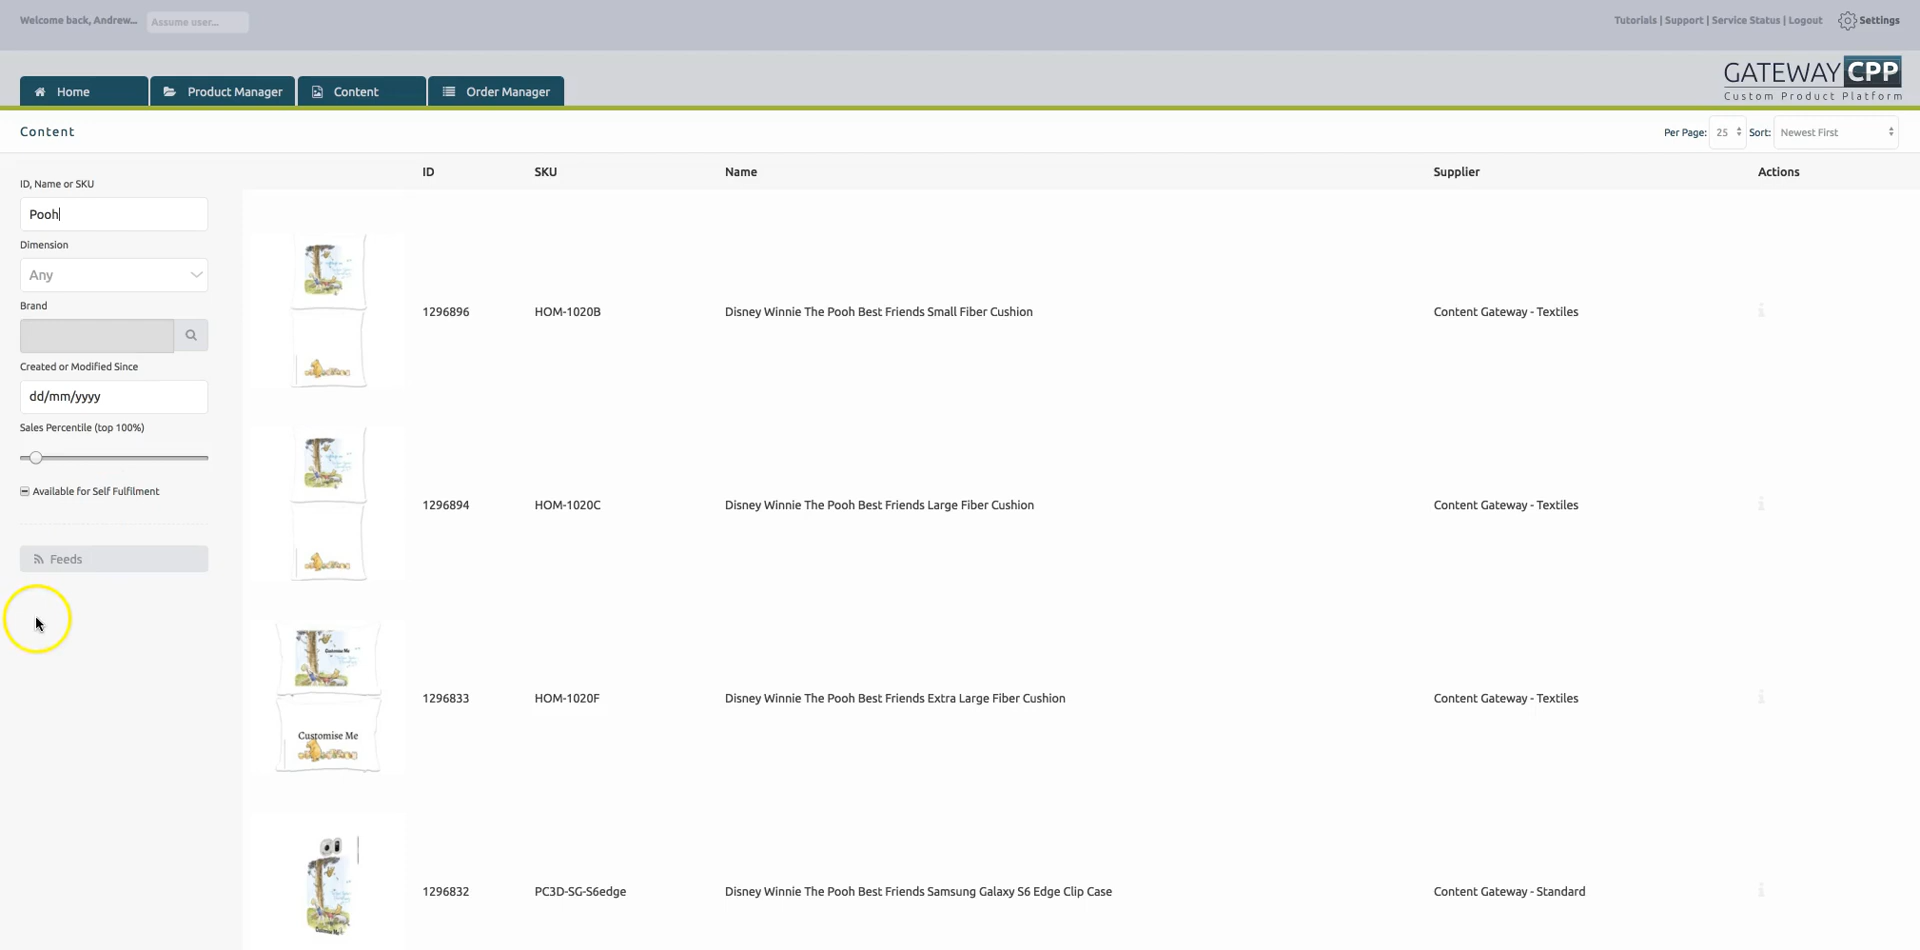 Welcome back, Andrew... Assume user... Tutorials | Support | Service Status | Logout Settings
Home Product Manager Content Order Manager
GATEWAY CPP
Custom Product Platform
Content Per Page: 25 Sort: Newest First
ID SKU Name Supplier Actions
ID, Name or SKU
Pooh
Dimension
Any
Brand
Created or Modified Since
dd/mm/yyyy
Sales Percentile (top 100%)
Available for Self Fulfilment
Feeds
1296896 HOM-1020B Disney Winnie The Pooh Best Friends Small Fiber Cushion Content Gateway - Textiles
1296894 HOM-1020C Disney Winnie The Pooh Best Friends Large Fiber Cushion Content Gateway - Textiles
Customise Me
1296833 HOM-1020F Disney Winnie The Pooh Best Friends Extra Large Fiber Cushion Content Gateway - Textiles
Customise Me
1296832 PC3D-SG-S6edge Disney Winnie The Pooh Best Friends Samsung Galaxy S6 Edge Clip Case Content Gateway - Standard
Customise Me